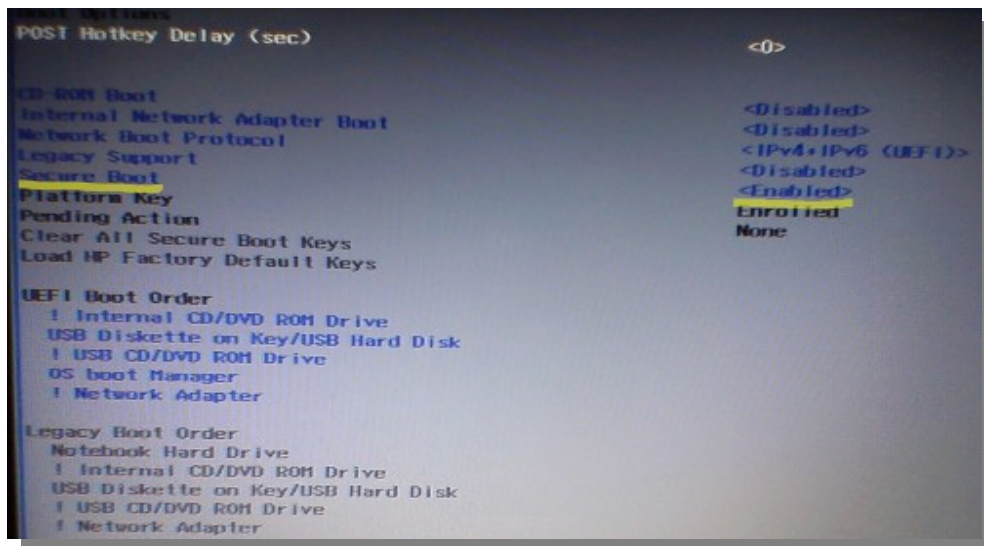 Boot Options
POST Hotkey Delay (sec) <0>
CD-ROM Boot <Disabled>
Internal Network Adapter Boot <Disabled>
Network Boot Protocol <IPv4+IPv6 (UEFI)>
Legacy Support <Disabled>
Secure Boot <Enabled>
Platform Key Enrolled
Pending Action None
Clear All Secure Boot Keys
Load HP Factory Default Keys
UEFI Boot Order
! Internal CD/DVD ROM Drive
USB Diskette on Key/USB Hard Disk
! USB CD/DVD ROM Drive
OS boot Manager
! Network Adapter
Legacy Boot Order
Notebook Hard Drive
! Internal CD/DVD ROM Drive
USB Diskette on Key/USB Hard Disk
! USB CD/DVD ROM Drive
! Network Adapter